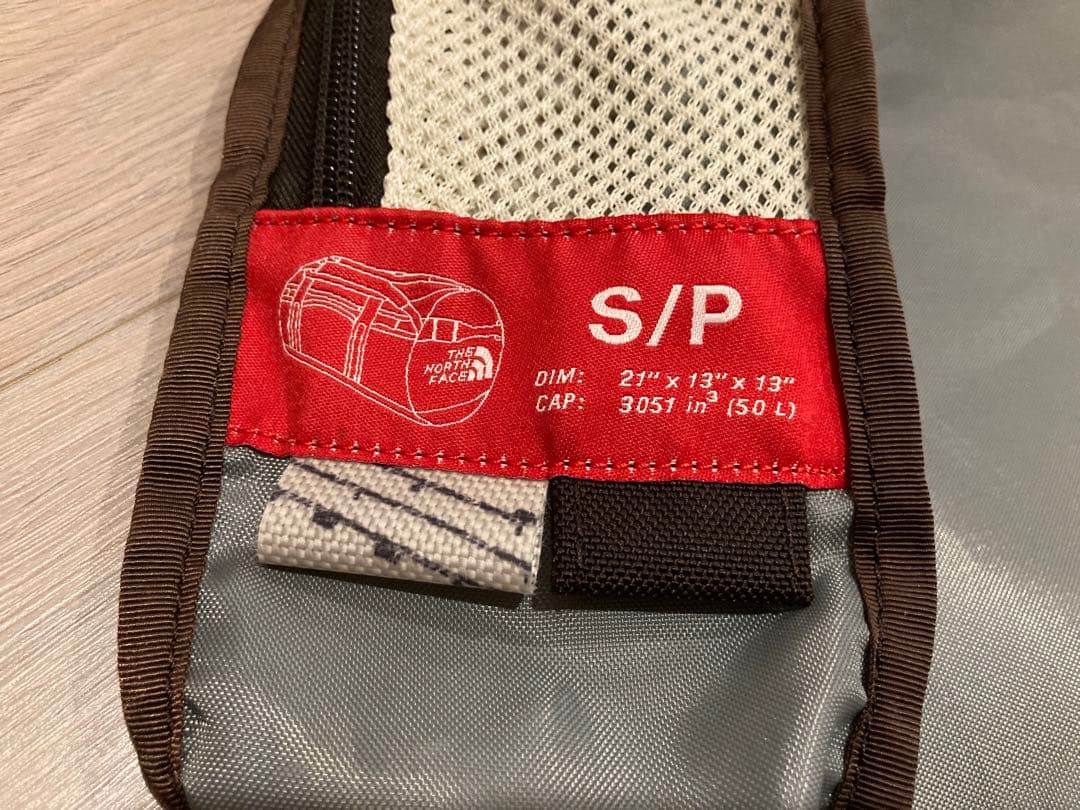 THE
NORTH
FACE
S/P
DIM: 21" x 13" x 13"
CAP: 3051 in³ (50 L)